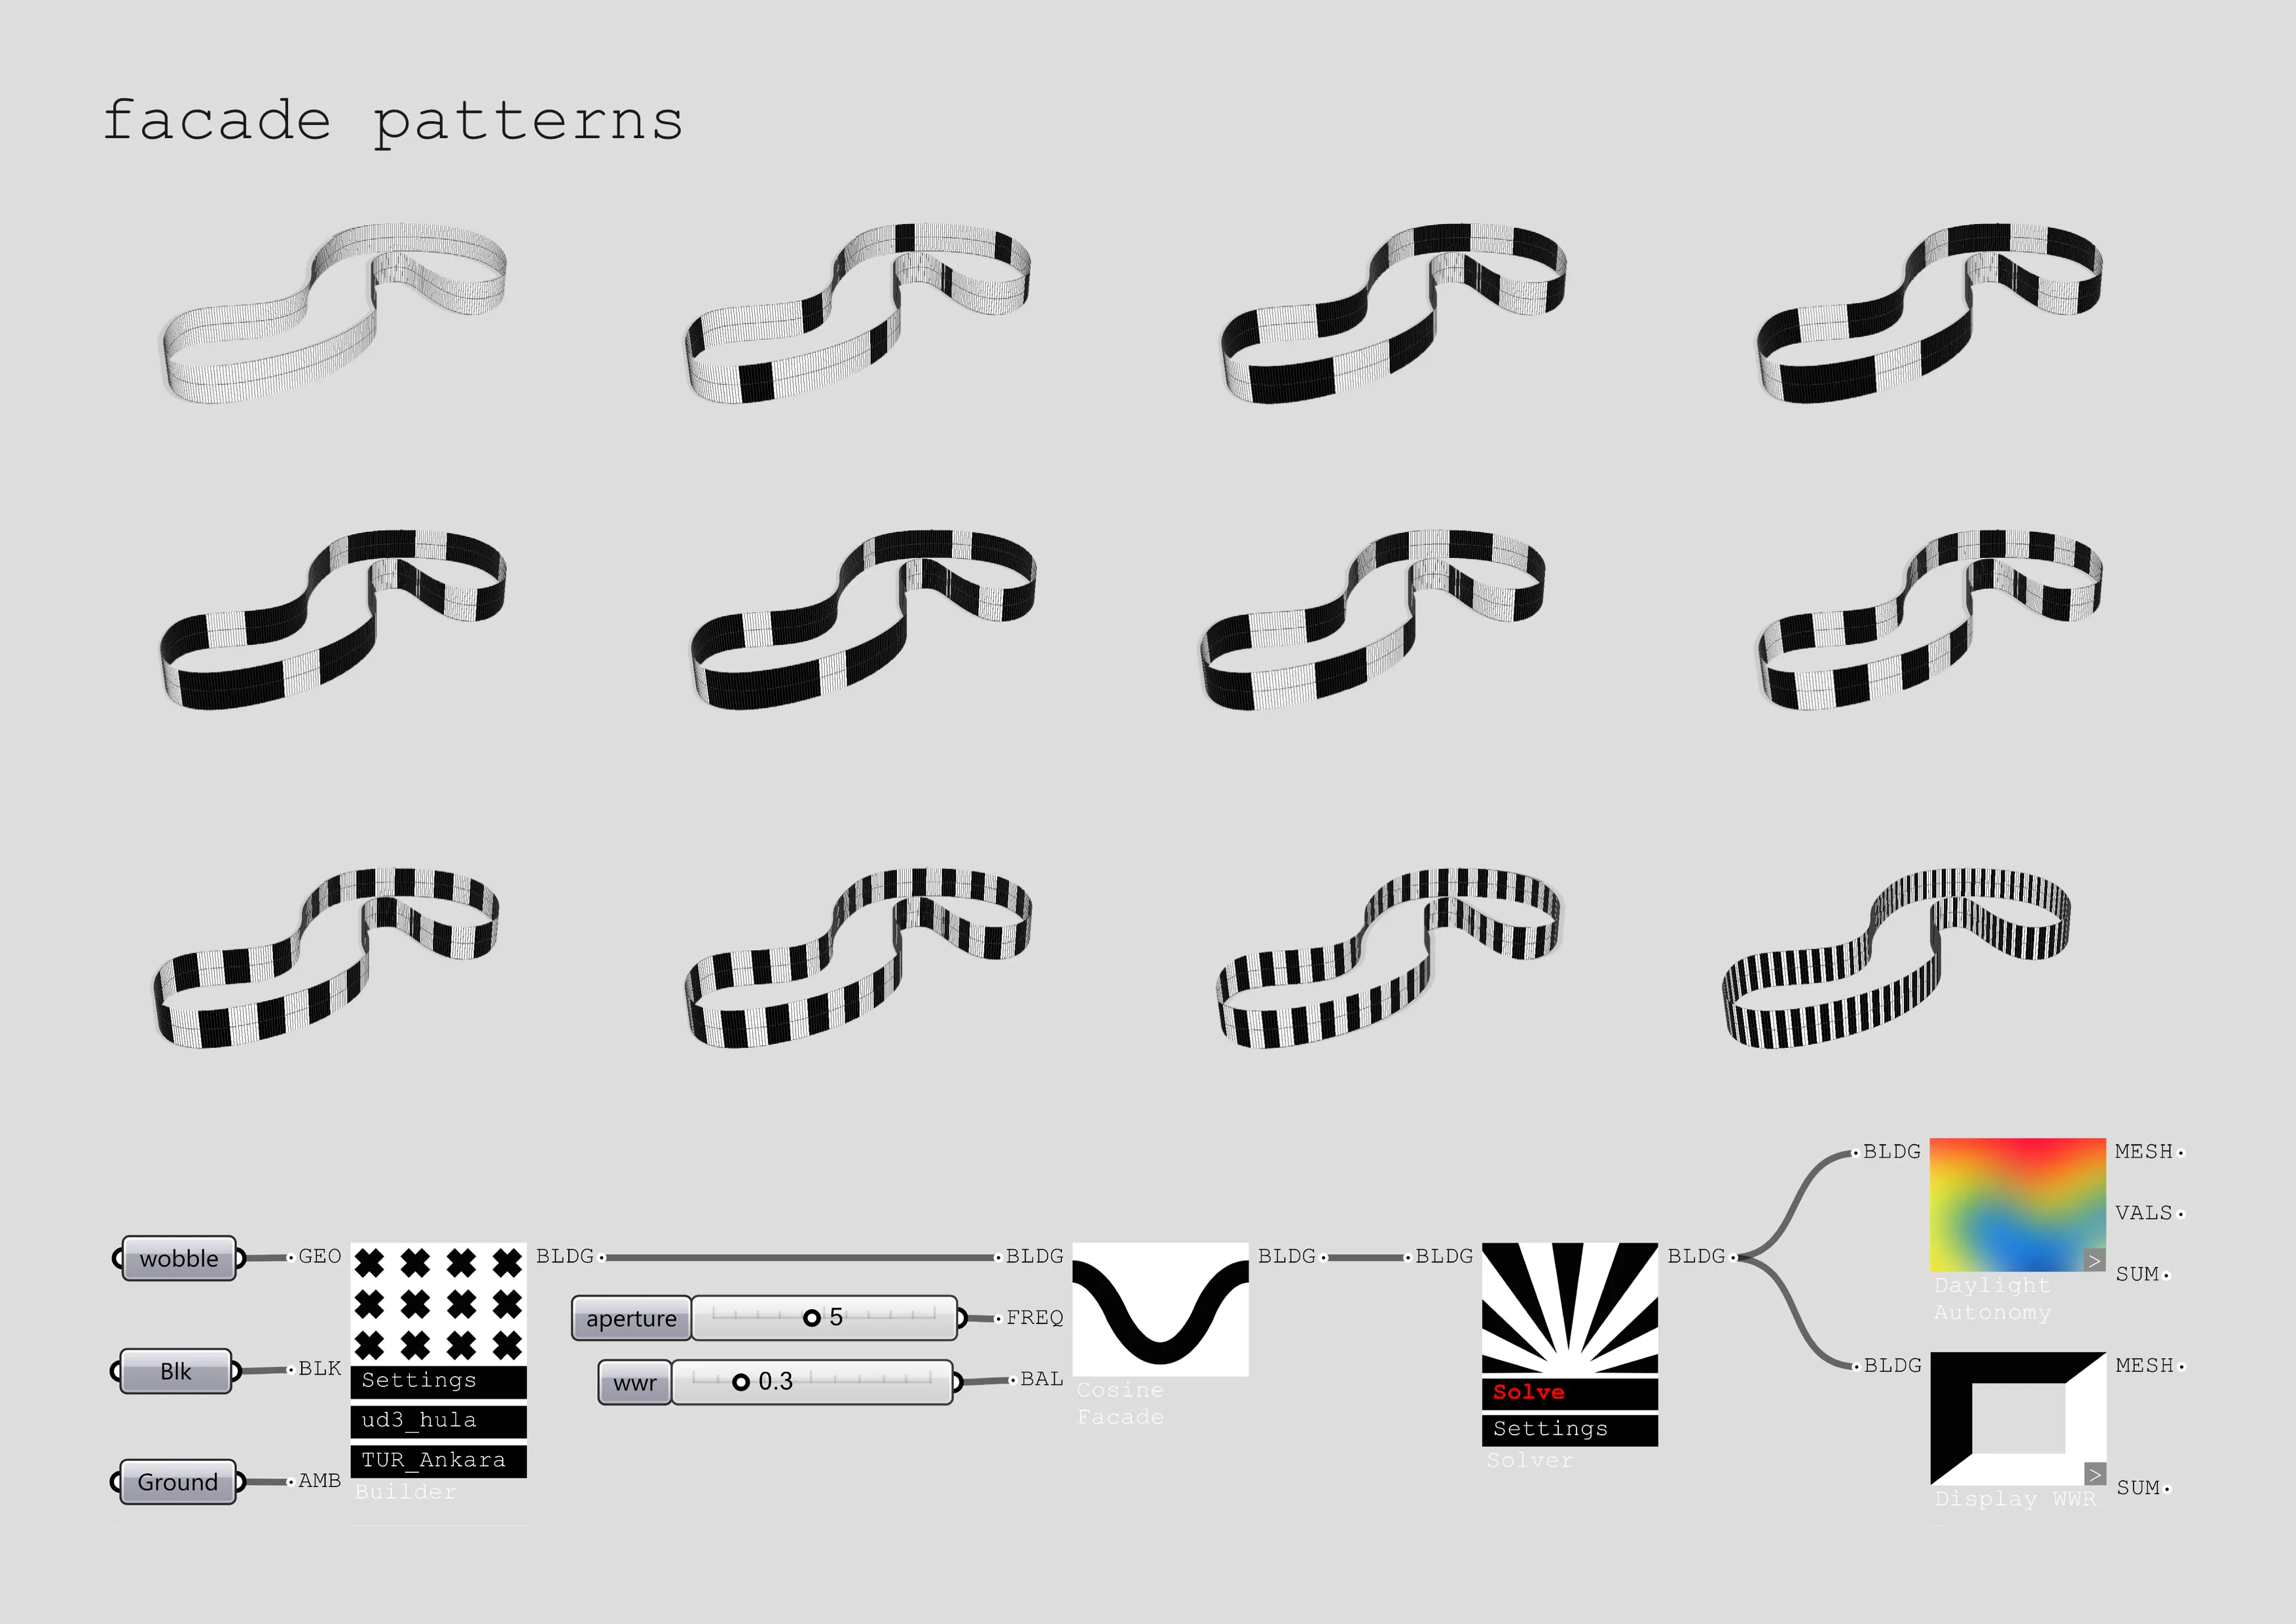 facade patterns
wobble
GEO
Blk
BLK
Ground
AMB
Settings
ud3_hula
TUR_Ankara
Builder
BLDG
BLDG
aperture
5
FREQ
wwr
0.3
BAL
Cosine
Facade
BLDG
BLDG
Solve
Settings
Solver
BLDG
BLDG
>
Daylight
Autonomy
MESH
VALS
SUM
BLDG
>
Display WWR
MESH
SUM